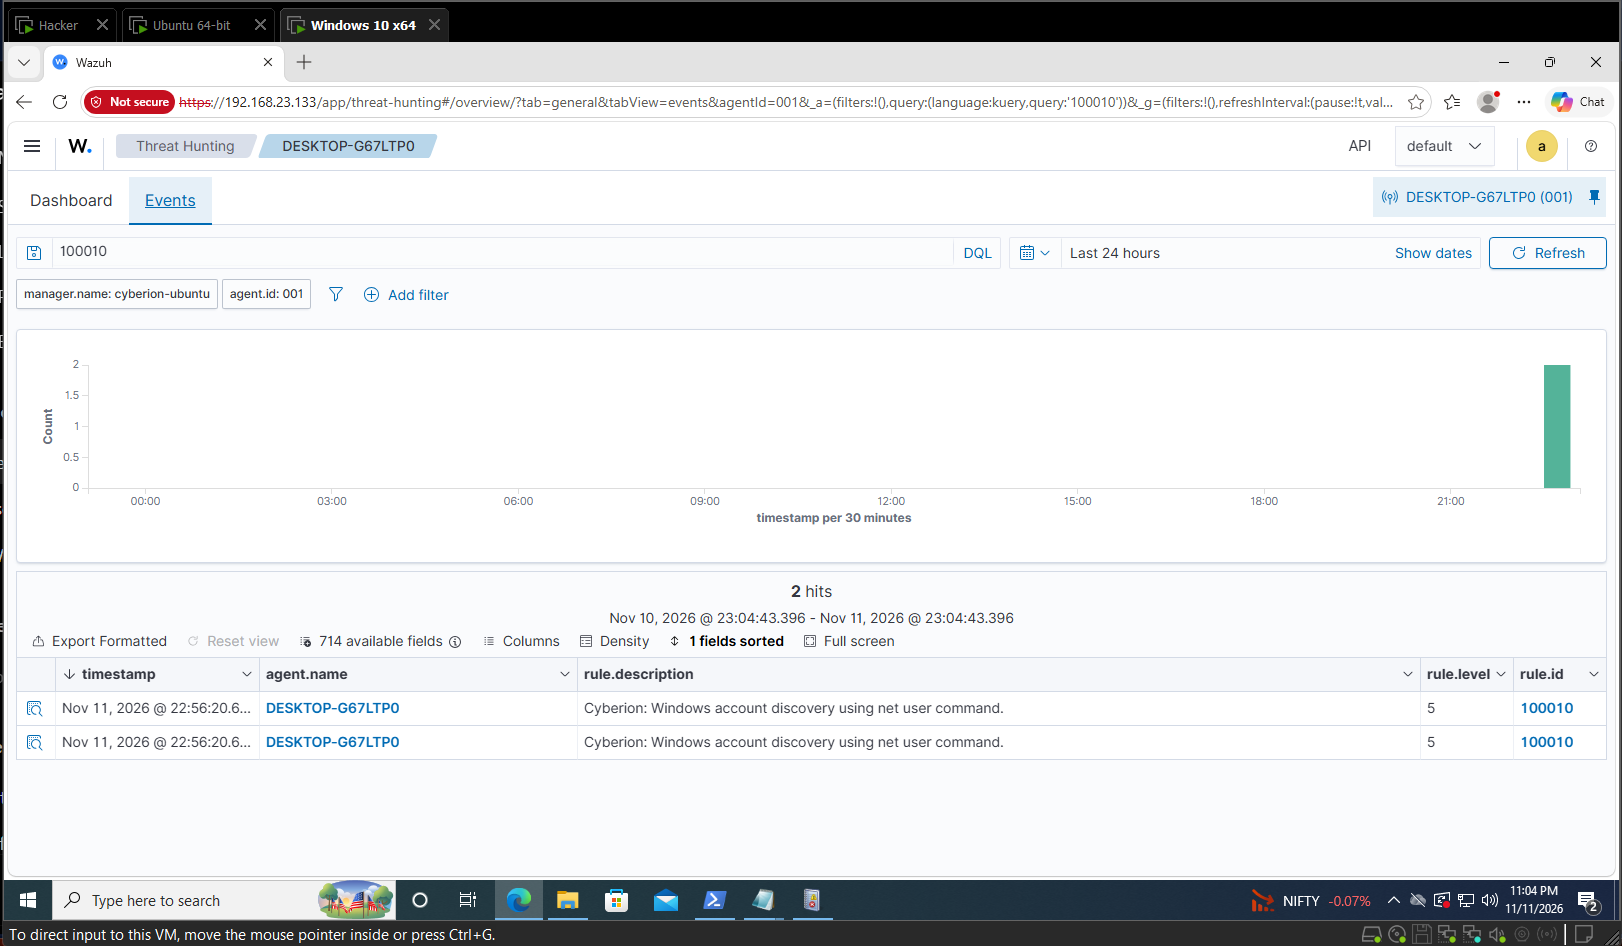 Hacker
Ubuntu 64-bit
Windows 10 x64
Wazuh
Not secure https://192.168.23.133/app/threat-hunting#/overview/?tab=general&tabView=events&agentId=001&_a=(filters:!(),query:(language:kuery,query:'100010'))&_g=(filters:!(),refreshInterval:(pause:!t,val...
Chat
W. Threat Hunting DESKTOP-G67LTP0 API default a
Dashboard Events DESKTOP-G67LTP0 (001)
100010 DQL Last 24 hours Show dates Refresh
manager.name: cyberion-ubuntu agent.id: 001 Add filter
2
1.5
1
0.5
0
Count
00:00 03:00 06:00 09:00 12:00 15:00 18:00 21:00
timestamp per 30 minutes
2 hits
Nov 10, 2026 @ 23:04:43.396 - Nov 11, 2026 @ 23:04:43.396
Export Formatted Reset view 714 available fields Columns Density 1 fields sorted Full screen
timestamp agent.name rule.description rule.level rule.id
Nov 11, 2026 @ 22:56:20.6... DESKTOP-G67LTP0 Cyberion: Windows account discovery using net user command. 5 100010
Nov 11, 2026 @ 22:56:20.6... DESKTOP-G67LTP0 Cyberion: Windows account discovery using net user command. 5 100010
Type here to search NIFTY -0.07% 11:04 PM
11/11/2026 2
To direct input to this VM, move the mouse pointer inside or press Ctrl+G.